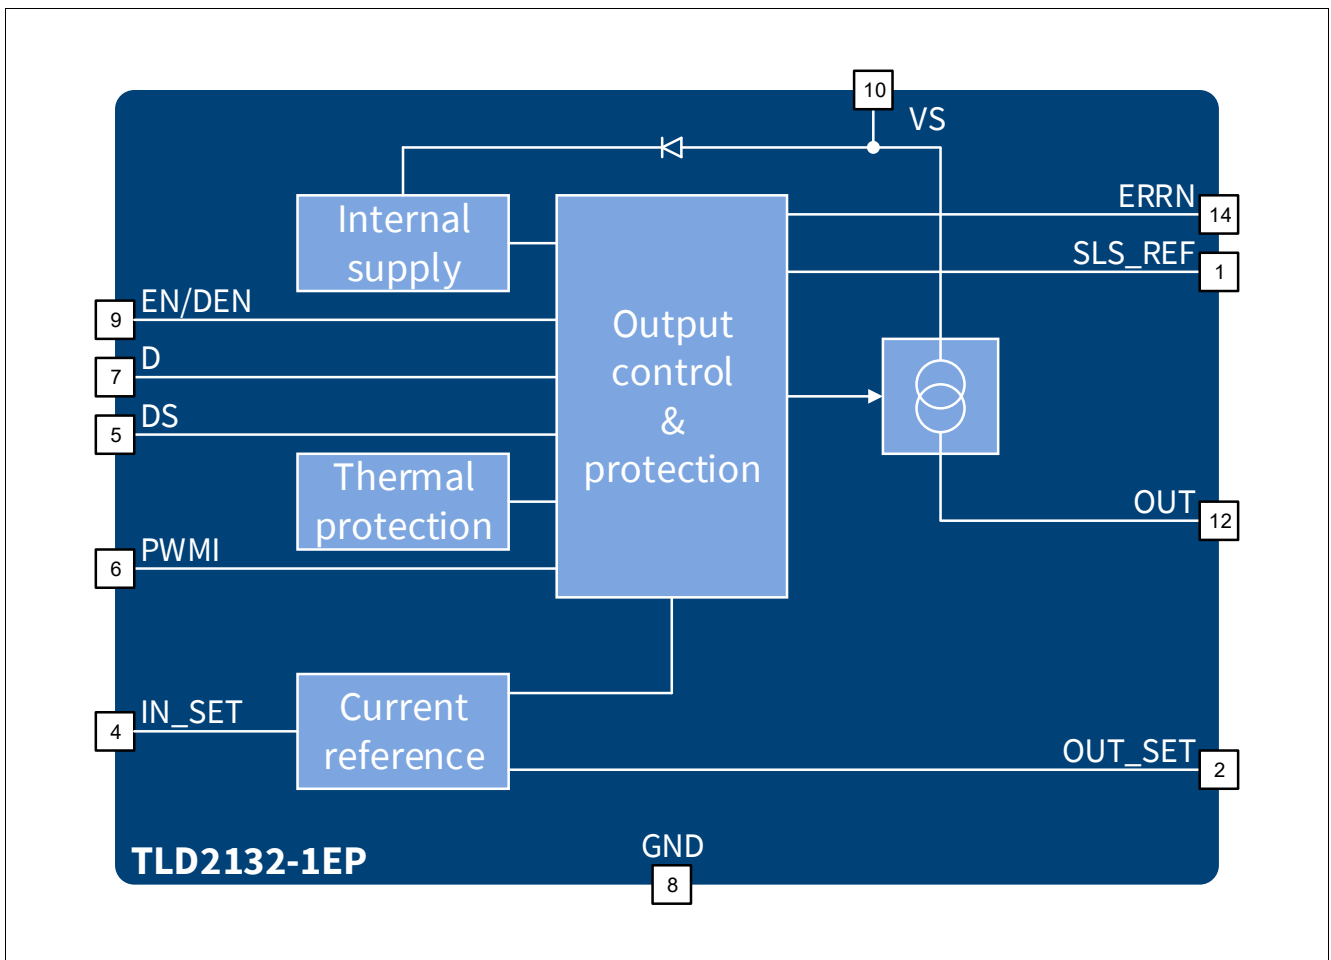 10
VS
ERRN
14
Internal
supply
SLS_REF
1
EN/DEN
9
Output
control
&
protection
D
7
DS
5
Thermal
protection
OUT
12
PWMI
6
IN_SET
4
Current
reference
OUT_SET
2
TLD2132-1EP
GND
8